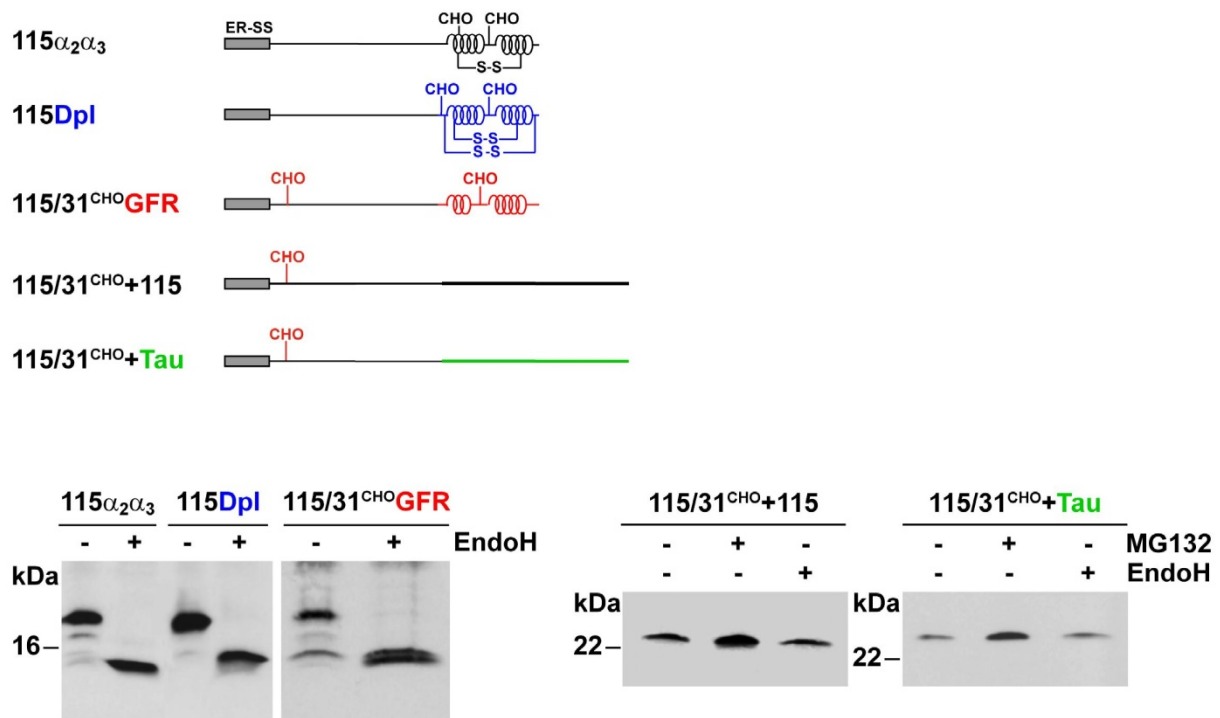 ER-SS
CHO CHO
115α₂α₃
S-S
CHO CHO
115Dpl
S-S
S-S
CHO CHO
115/31ᶜᴴᴼGFR
CHO
115/31ᶜᴴᴼ+115
CHO
115/31ᶜᴴᴼ+Tau
115α₂α₃ 115Dpl 115/31ᶜᴴᴼGFR
- + - + - + EndoH
kDa
16
115/31ᶜᴴᴼ+115 115/31ᶜᴴᴼ+Tau
- + - - + - MG132
- - + - - + EndoH
kDa kDa
22 22